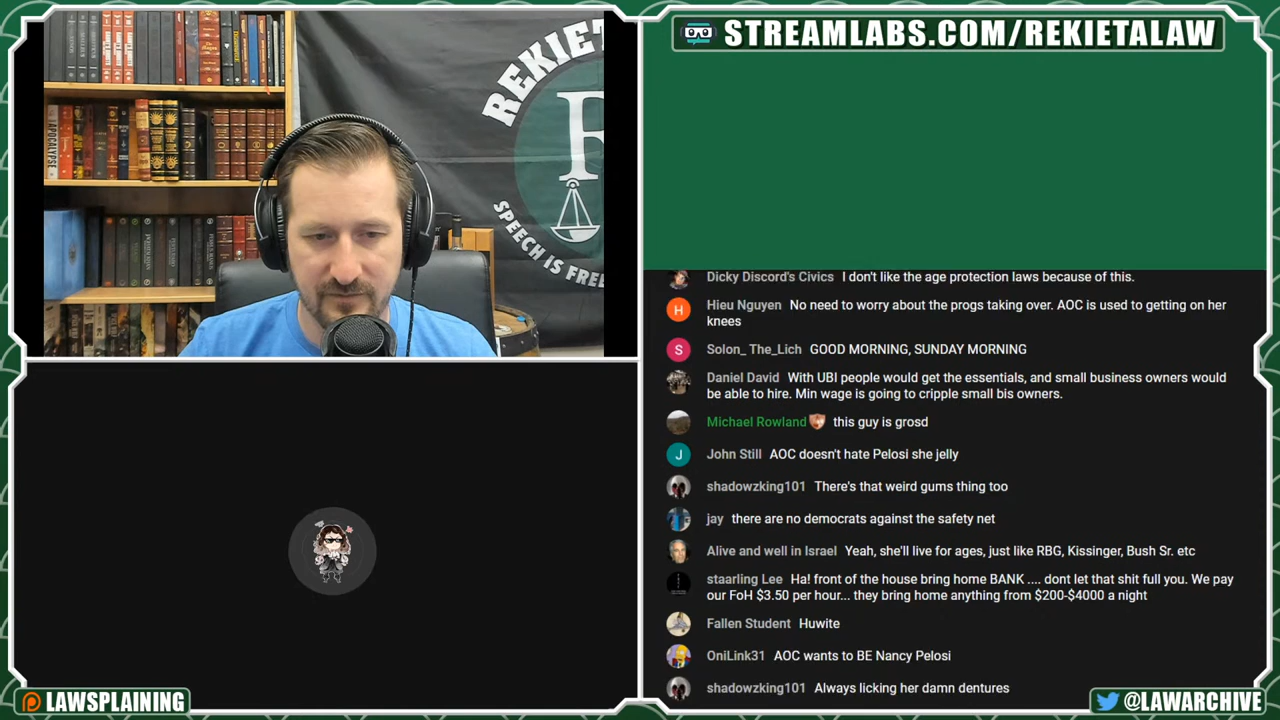 STREAMLABS.COM/REKIETALAW
REKIET
SPEECH IS FREE
APOCALYPSE
Dicky Discord's Civics I don't like the age protection laws because of this.
Hieu Nguyen No need to worry about the progs taking over. AOC is used to getting on her
knees
Solon_ The_Lich GOOD MORNING, SUNDAY MORNING
Daniel David With UBI people would get the essentials, and small business owners would
be able to hire. Min wage is going to cripple small bis owners.
Michael Rowland this guy is grosd
John Still AOC doesn't hate Pelosi she jelly
shadowzking101 There's that weird gums thing too
jay there are no democrats against the safety net
Alive and well in Israel Yeah, she'll live for ages, just like RBG, Kissinger, Bush Sr. etc
staarling Lee Ha! front of the house bring home BANK .... dont let that shit full you. We pay
our FoH $3.50 per hour... they bring home anything from $200-$4000 a night
Fallen Student Huwite
OniLink31 AOC wants to BE Nancy Pelosi
shadowzking101 Always licking her damn dentures
H
S
J
LAWSPLAINING
@LAWARCHIVE